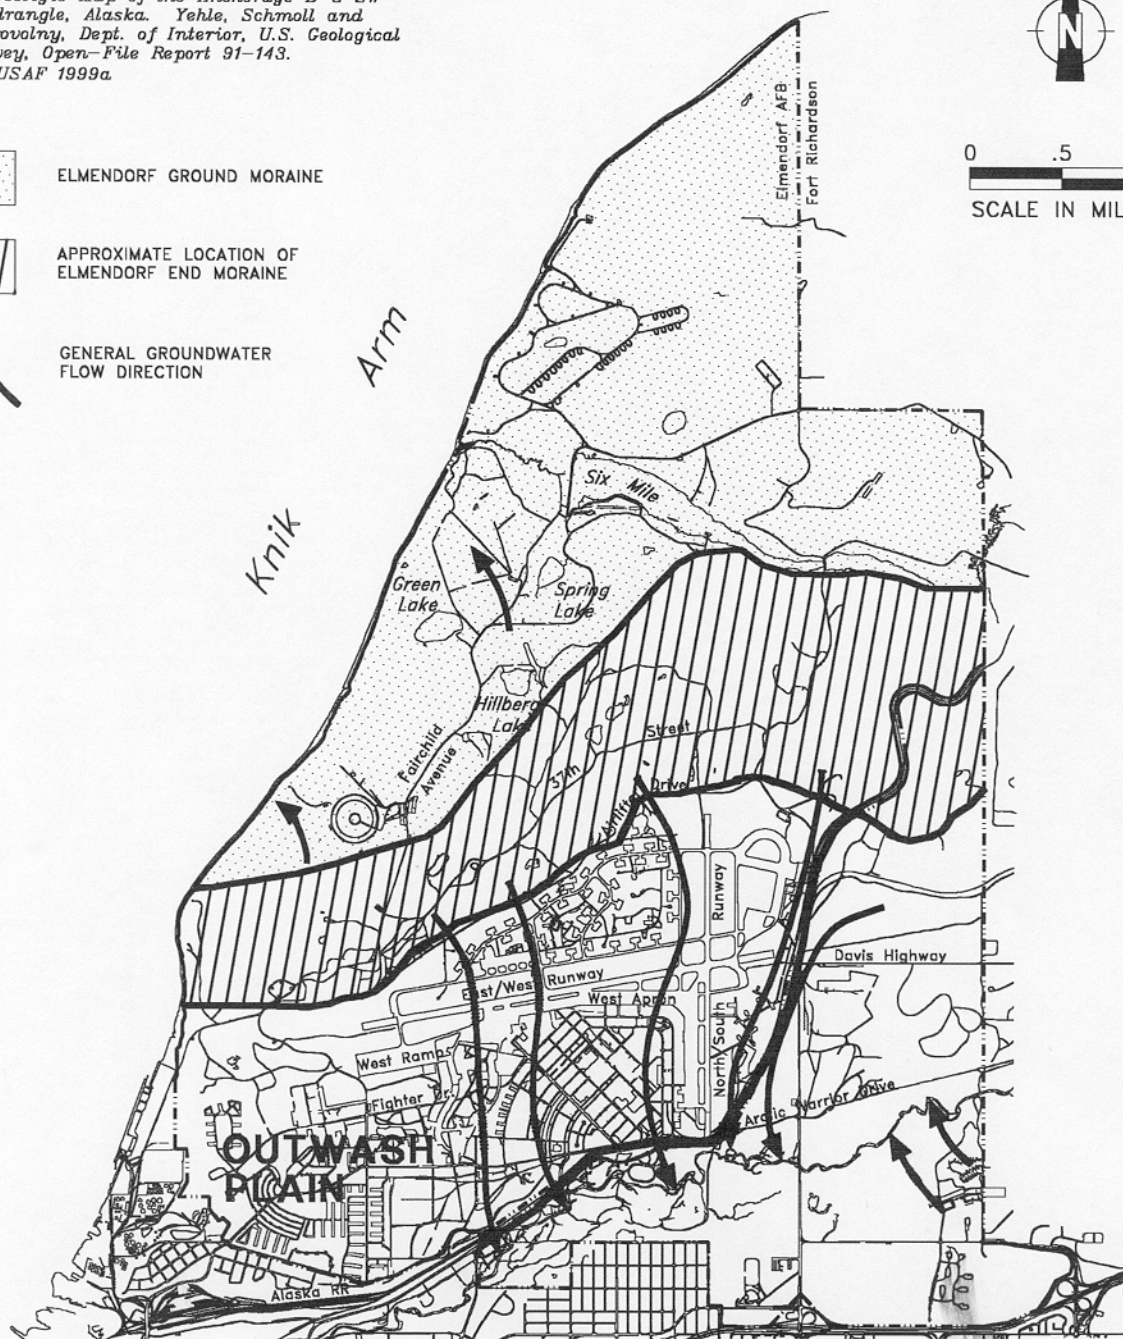 Quadrangle, Alaska. Yehle, Schmoll and
Dept. of Interior, U.S. Geological
Open-File Report 91-143.
USAF 1999a
N
0 .5
SCALE IN MIL
ELMENDORF GROUND MORAINE
APPROXIMATE LOCATION OF
ELMENDORF END MORAINE
GENERAL GROUNDWATER
FLOW DIRECTION
Elmendorf AFB
Fort Richardson
Knik Arm
Six Mile
Green
Lake
Spring
Lake
Hillberg
Lake
Fairchild
Avenue
37th Street
Airlifter Drive
North/South Runway
Davis Highway
East/West Runway
West Apron
West Ramp
Fighter Dr.
Arctic Warrior Drive
OUTWASH
PLAIN
Alaska RR